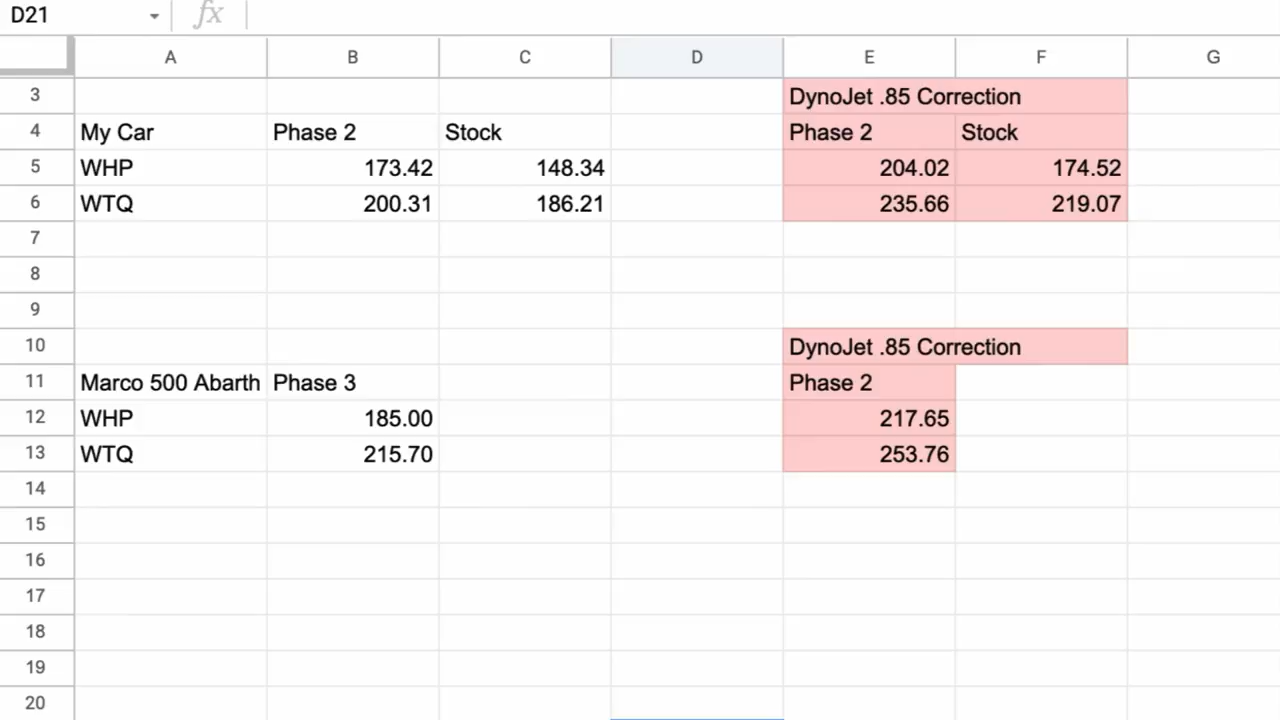 D21 fx
A B C D E F G
3 DynoJet .85 Correction
4 My Car Phase 2 Stock Phase 2 Stock
5 WHP 173.42 148.34 204.02 174.52
6 WTQ 200.31 186.21 235.66 219.07
7
8
9
10 DynoJet .85 Correction
11 Marco 500 Abarth Phase 3 Phase 2
12 WHP 185.00 217.65
13 WTQ 215.70 253.76
14
15
16
17
18
19
20